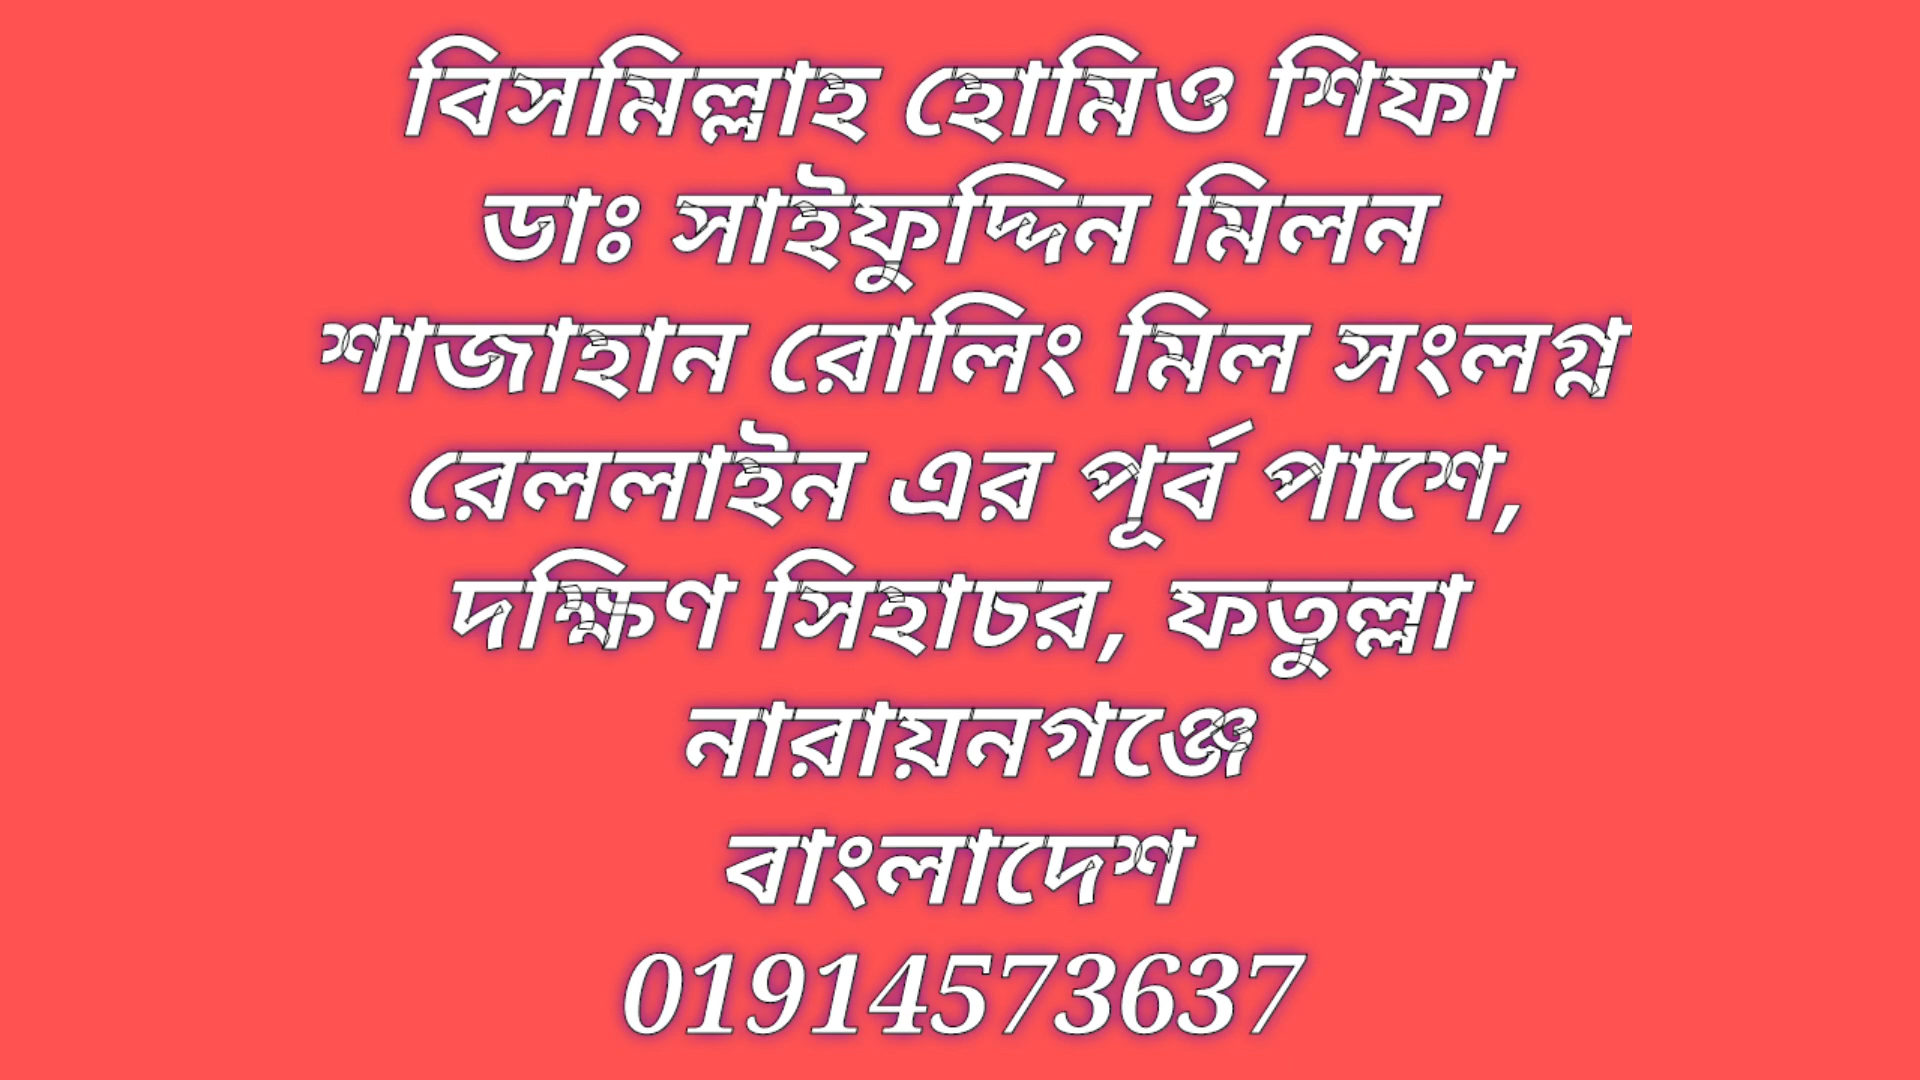 বিসমিল্লাহ হোমিও শিফা
ডাঃ সাইফুদ্দিন মিলন
শাজাহান রোলিং মিল সংলগ্ন
রেললাইন এর পূর্ব পাশে,
দক্ষিণ সিহাচর, ফতুল্লা
নারায়নগঞ্জে
বাংলাদেশ
01914573637